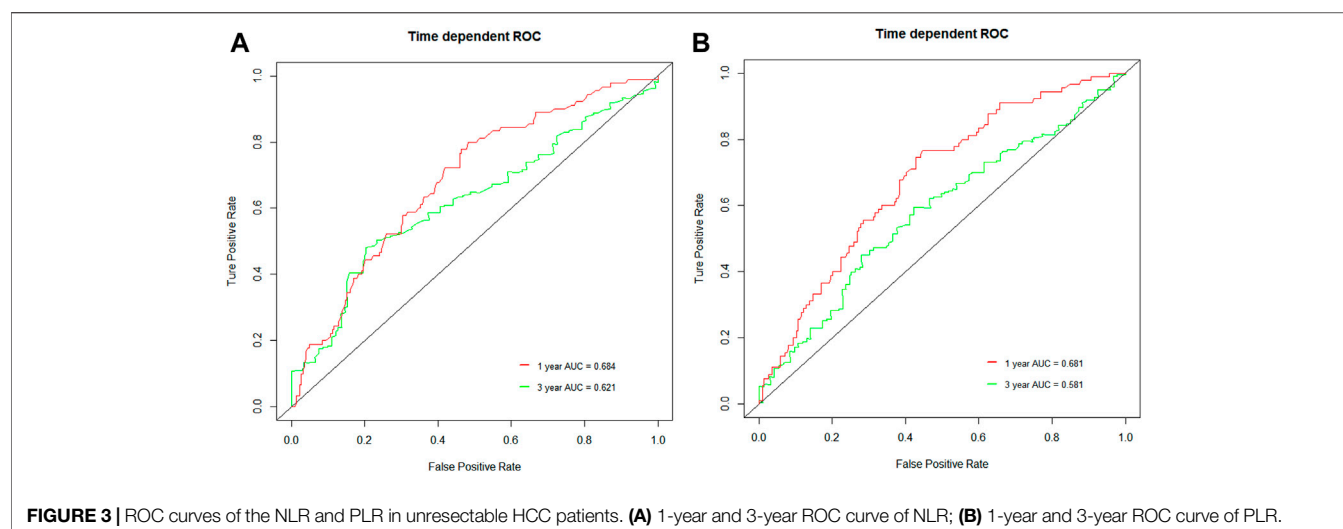 A
Time dependent ROC
Ture Positive Rate
1.0
0.8
0.6
0.4
0.2
0.0
1 year AUC = 0.684
3 year AUC = 0.621
0.0 0.2 0.4 0.6 0.8 1.0
False Positive Rate
B
Time dependent ROC
Ture Positive Rate
1.0
0.8
0.6
0.4
0.2
0.0
1 year AUC = 0.681
3 year AUC = 0.581
0.0 0.2 0.4 0.6 0.8 1.0
False Positive Rate
FIGURE 3 | ROC curves of the NLR and PLR in unresectable HCC patients. (A) 1-year and 3-year ROC curve of NLR; (B) 1-year and 3-year ROC curve of PLR.